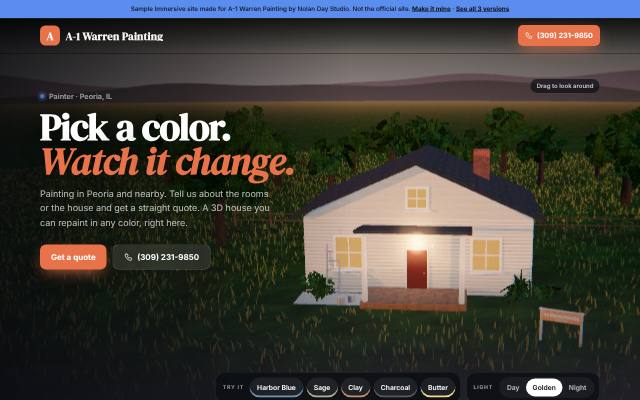 Sample Immersive site made for A-1 Warren Painting by Nolan Day Studio. Not the official site. Make it mine · See all 3 versions
A A-1 Warren Painting
(309) 231-9850
Drag to look around
Painter · Peoria, IL
Pick a color.
Watch it change.
Painting in Peoria and nearby. Tell us about the rooms
or the house and get a straight quote. A 3D house you
can repaint in any color, right here.
Get a quote
(309) 231-9850
TRY IT Harbor Blue Sage Clay Charcoal Butter
LIGHT Day Golden Night